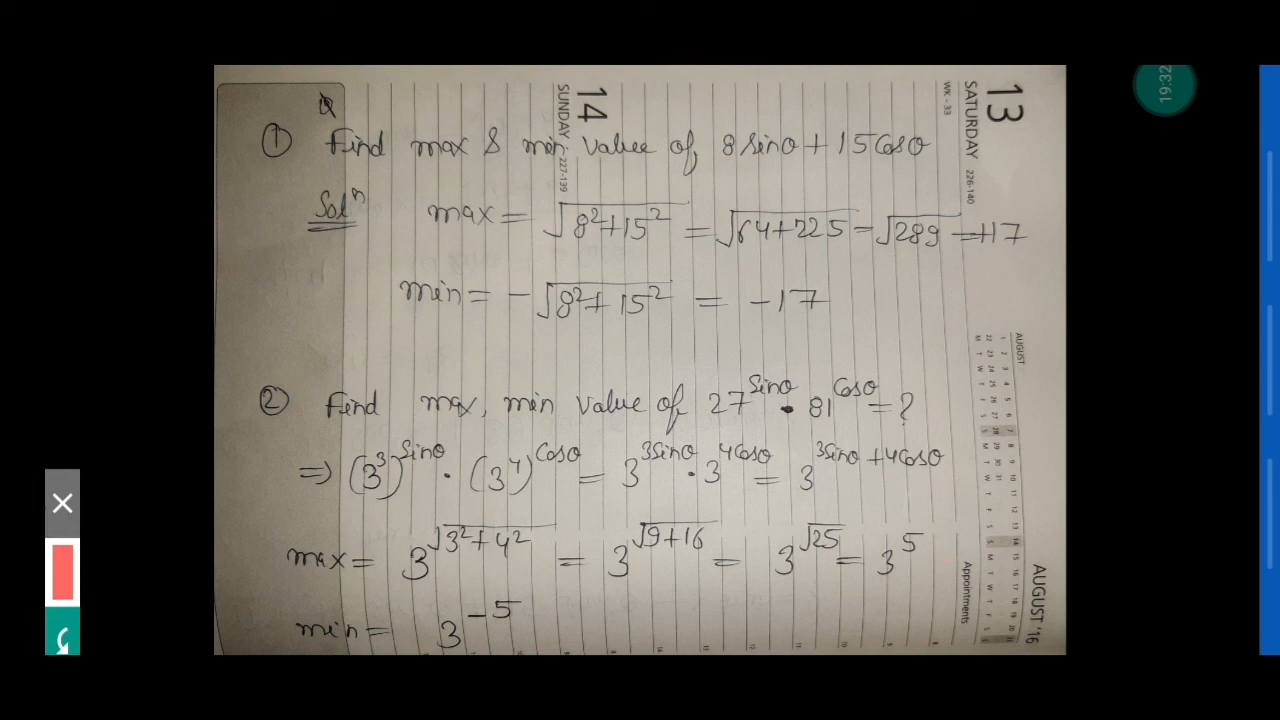 19:32
13
SATURDAY 226-140
WK - 33
14
SUNDAY 227-139
① Find max & min value of 8 sinθ + 15 cosθ
Solⁿ max = √8²+15² = √64+225 = √289 = +17
min = - √8²+15² = -17
② Find max, min value of 27^sinθ · 81^cosθ = ?
⇒ (3³)^sinθ · (3⁴)^cosθ = 3^3sinθ · 3^4cosθ = 3^3sinθ+4cosθ
max = 3^√3²+4² = 3^√9+16 = 3^√25 = 3^5
min = 3^-5
AUGUST
Appointments
AUGUST '16